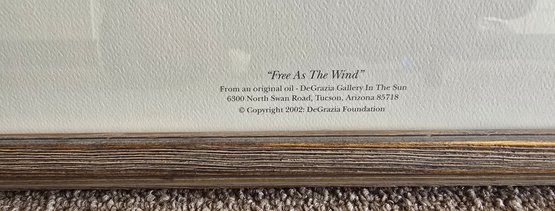 "Free As The Wind"
From an original oil - DeGrazia Gallery In The Sun
6300 North Swan Road, Tucson, Arizona 85718
© Copyright 2002: DeGrazia Foundation